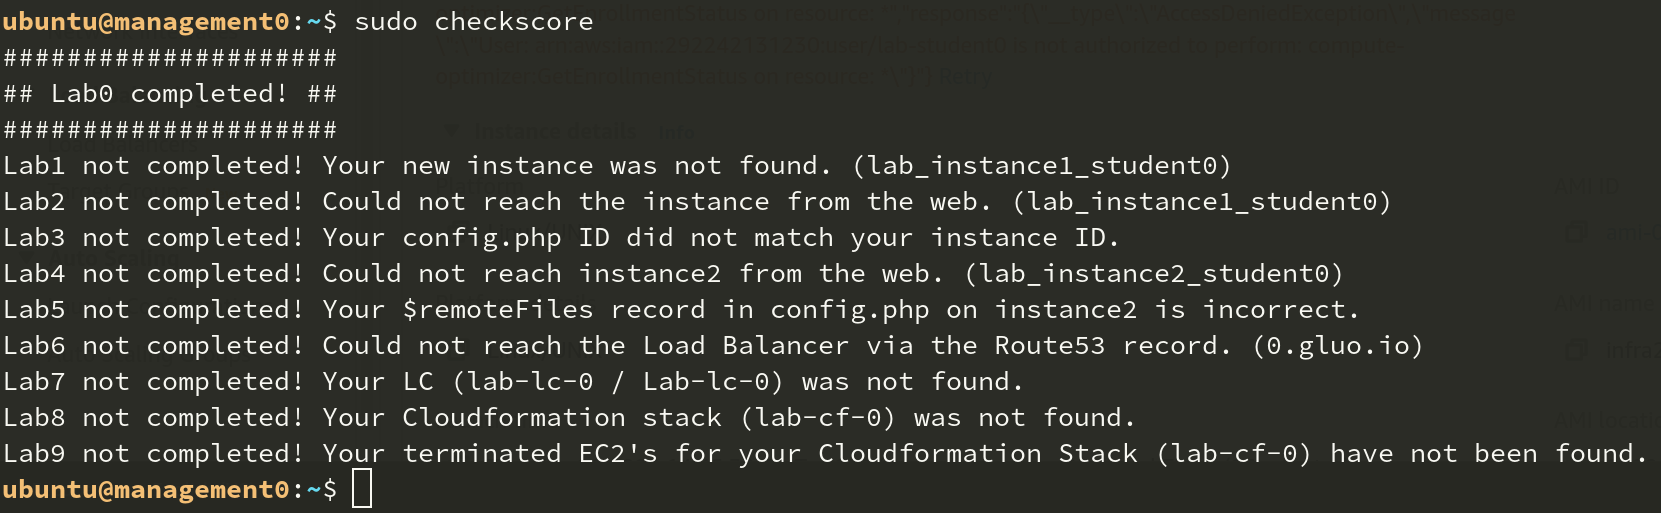 ubuntu@management0:~$ sudo checkscore
#####################
## Lab0 completed! ##
#####################
Lab1 not completed! Your new instance was not found. (lab_instance1_student0)
Lab2 not completed! Could not reach the instance from the web. (lab_instance1_student0)
Lab3 not completed! Your config.php ID did not match your instance ID.
Lab4 not completed! Could not reach instance2 from the web. (lab_instance2_student0)
Lab5 not completed! Your $remoteFiles record in config.php on instance2 is incorrect.
Lab6 not completed! Could not reach the Load Balancer via the Route53 record. (0.gluo.io)
Lab7 not completed! Your LC (lab-lc-0 / Lab-lc-0) was not found.
Lab8 not completed! Your Cloudformation stack (lab-cf-0) was not found.
Lab9 not completed! Your terminated EC2's for your Cloudformation Stack (lab-cf-0) have not been found.
ubuntu@management0:~$